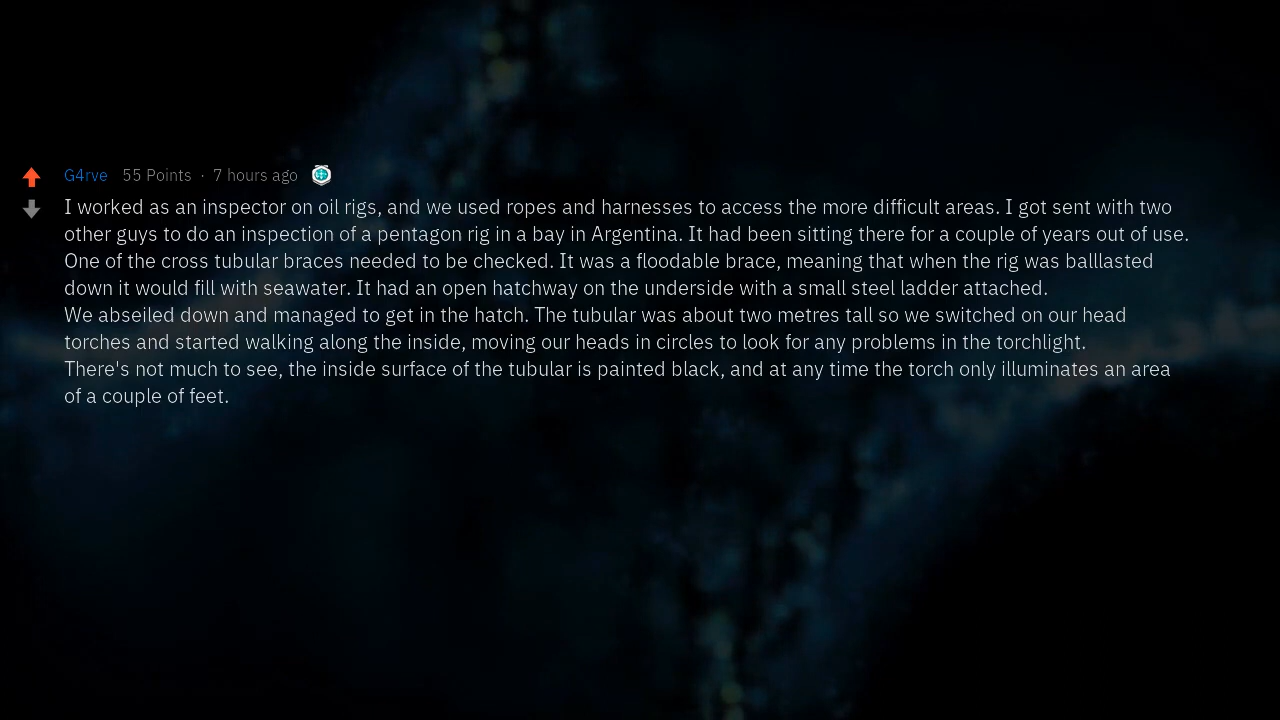 G4rve 55 Points · 7 hours ago
I worked as an inspector on oil rigs, and we used ropes and harnesses to access the more difficult areas. I got sent with two
other guys to do an inspection of a pentagon rig in a bay in Argentina. It had been sitting there for a couple of years out of use.
One of the cross tubular braces needed to be checked. It was a floodable brace, meaning that when the rig was balllasted
down it would fill with seawater. It had an open hatchway on the underside with a small steel ladder attached.
We abseiled down and managed to get in the hatch. The tubular was about two metres tall so we switched on our head
torches and started walking along the inside, moving our heads in circles to look for any problems in the torchlight.
There's not much to see, the inside surface of the tubular is painted black, and at any time the torch only illuminates an area
of a couple of feet.